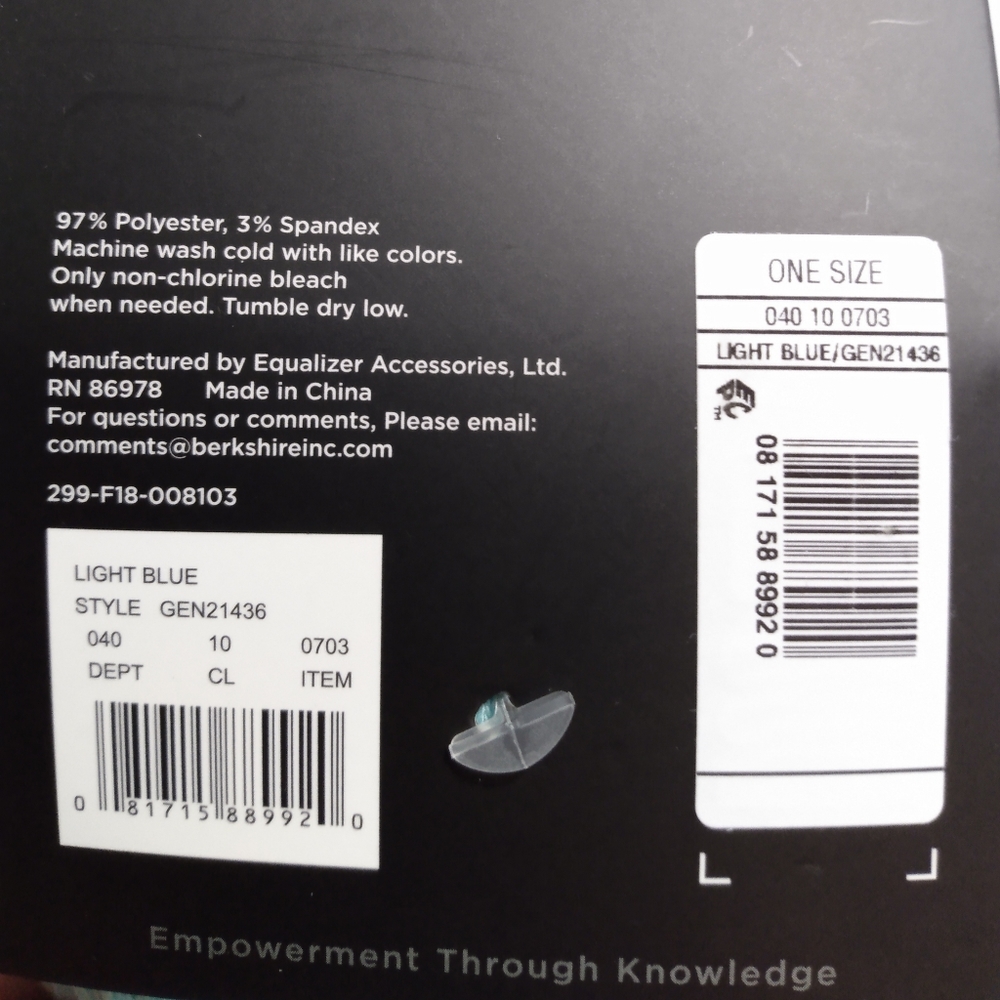 97% Polyester, 3% Spandex
Machine wash cold with like colors.
Only non-chlorine bleach
when needed. Tumble dry low.
Manufactured by Equalizer Accessories, Ltd.
RN 86978 Made in China
For questions or comments, Please email:
comments@berkshireinc.com
299-F18-008103
LIGHT BLUE
STYLE GEN21436
040 10 0703
DEPT CL ITEM
0 81715 88992 0
ONE SIZE
040 10 0703
LIGHT BLUE/GEN21436
EPC™
08 171 58 8992 0
Empowerment Through Knowledge